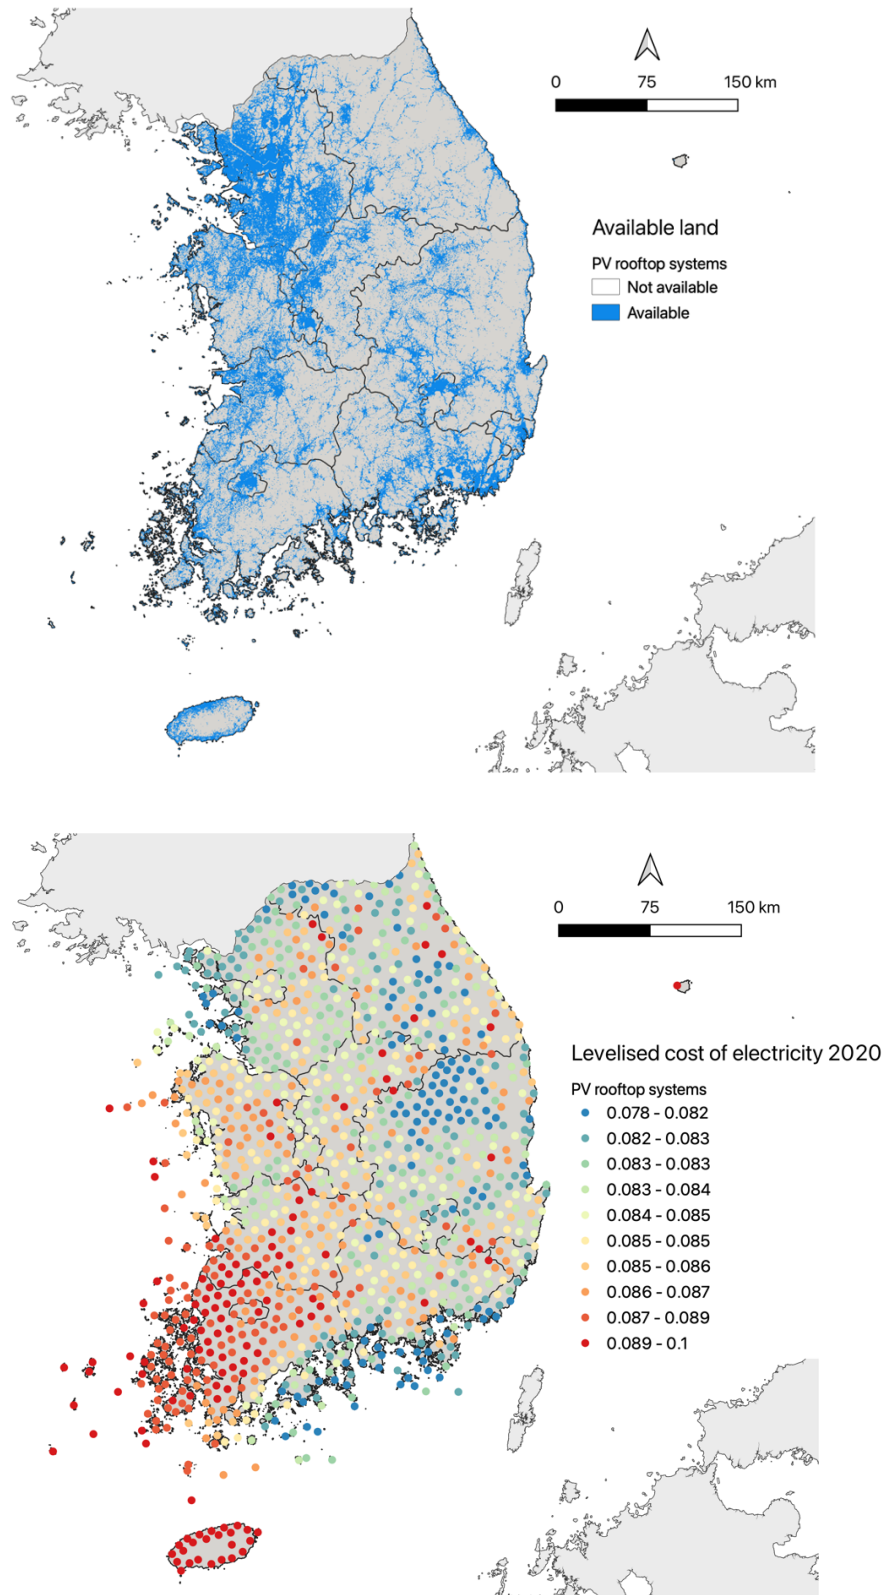 0 75 150 km
Available land
PV rooftop systems
Not available
Available
0 75 150 km
Levelised cost of electricity 2020
PV rooftop systems
0.078 - 0.082
0.082 - 0.083
0.083 - 0.083
0.083 - 0.084
0.084 - 0.085
0.085 - 0.085
0.085 - 0.086
0.086 - 0.087
0.087 - 0.089
0.089 - 0.1